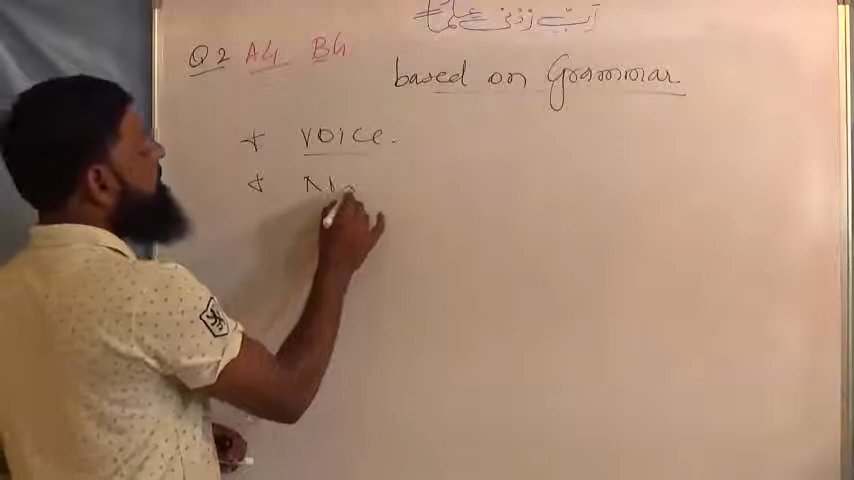 رَبِّ زِدْنِي عِلْمًا
Q2 A4 B4
based on Grammar
+ VOICE.
+